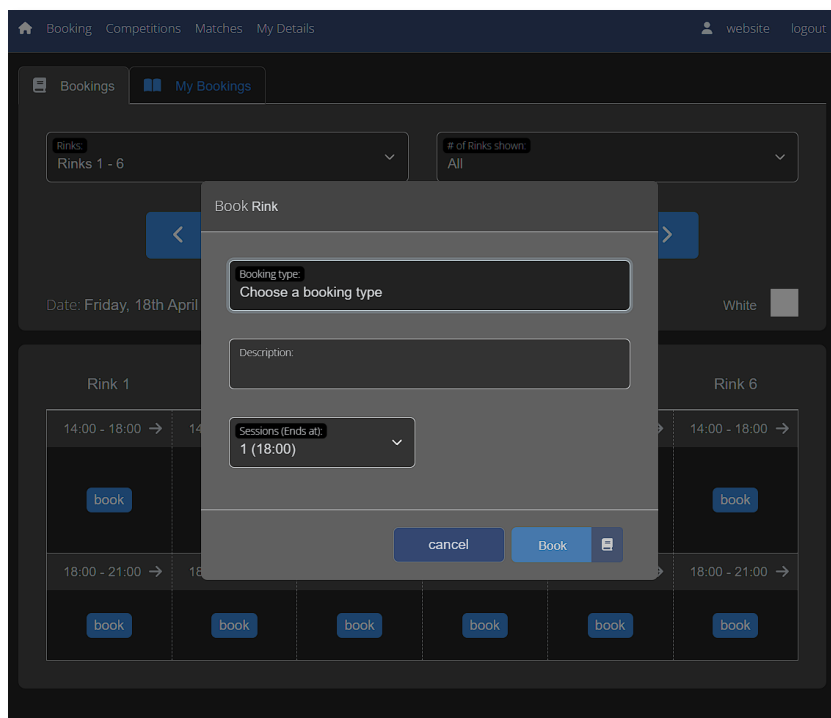 Booking Competitions Matches My Details website logout
Bookings My Bookings
Rinks: # of Rinks shown:
Rinks 1 - 6 All
Book Rink
Booking type:
Choose a booking type
Date: Friday, 18th April White
Description:
Rink 1 Rink 6
Sessions (Ends at):
14:00 - 18:00 14 14:00 - 18:00
1 (18:00)
book book
cancel Book
18:00 - 21:00 18 18:00 - 21:00
book book book book book book